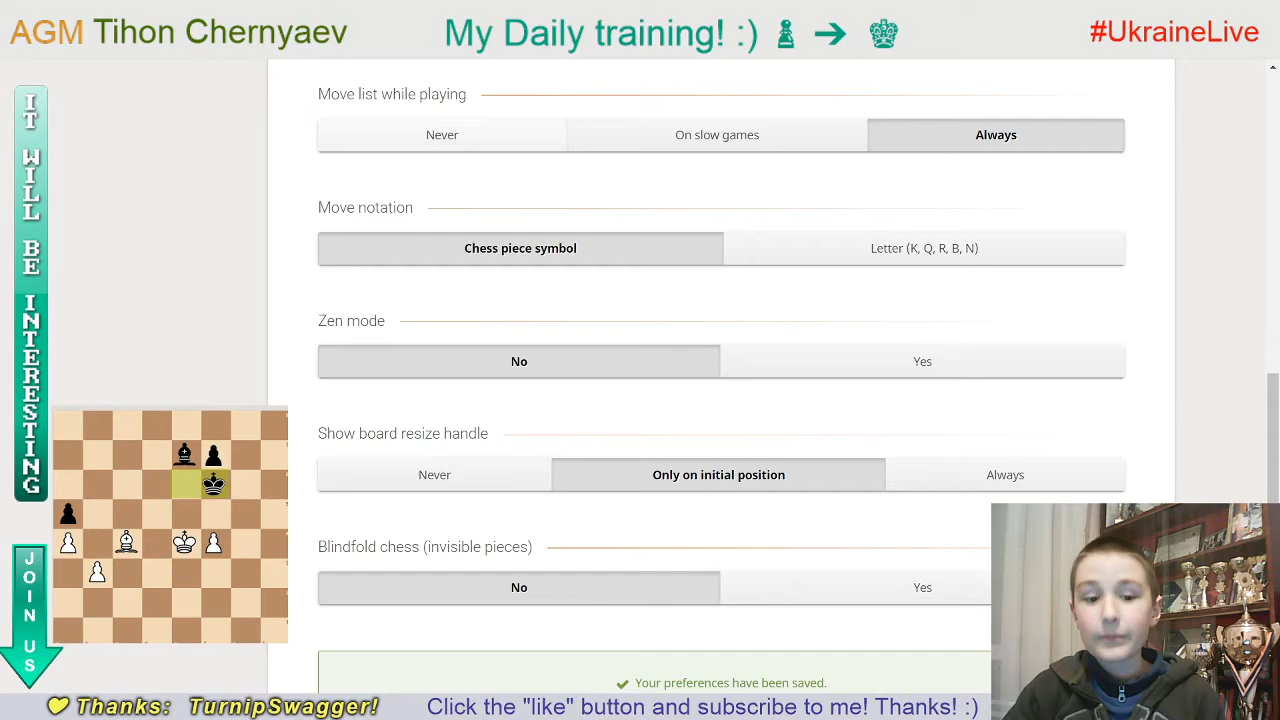 AGM Tihon Chernyaev
My Daily training! :)
#UkraineLive
IT WILL BE INTERESTING
JOIN US
Move list while playing
Never
On slow games
Always
Move notation
Chess piece symbol
Letter (K, Q, R, B, N)
Zen mode
No
Yes
Show board resize handle
Never
Only on initial position
Always
Blindfold chess (invisible pieces)
No
Yes
Your preferences have been saved.
Thanks: TurnipSwagger!
Click the "like" button and subscribe to me! Thanks! :)